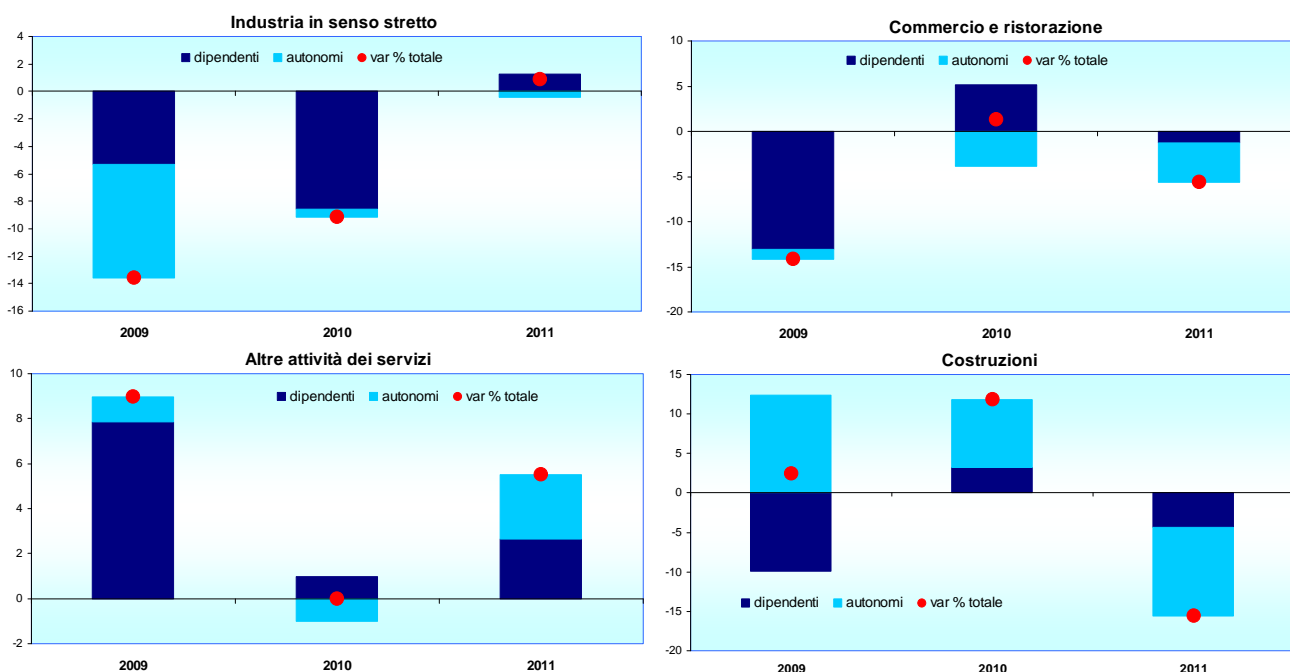 Industria in senso stretto
dipendenti autonomi var % totale
4
2
0
-2
-4
-6
-8
-10
-12
-14
-16
2009 2010 2011
Commercio e ristorazione
dipendenti autonomi var % totale
10
5
0
-5
-10
-15
-20
2009 2010 2011
Altre attività dei servizi
dipendenti autonomi var % totale
10
8
6
4
2
0
-2
2009 2010 2011
Costruzioni
15
10
5
0
-5
-10
-15
-20
dipendenti autonomi var % totale
2009 2010 2011